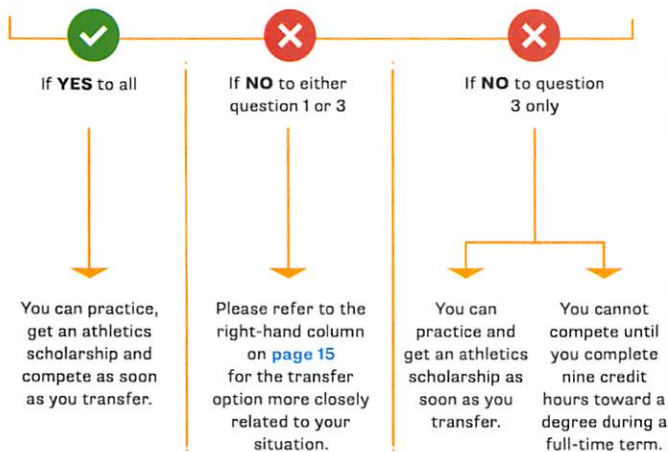 If YES to all
If NO to either
question 1 or 3
If NO to question
3 only
You can practice,
get an athletics
scholarship and
compete as soon
as you transfer.
Please refer to the
right-hand column
on page 15
for the transfer
option more closely
related to your
situation.
You can
practice and
get an athletics
scholarship as
soon as you
transfer.
You cannot
compete until
you complete
nine credit
hours toward a
degree during a
full-time term.